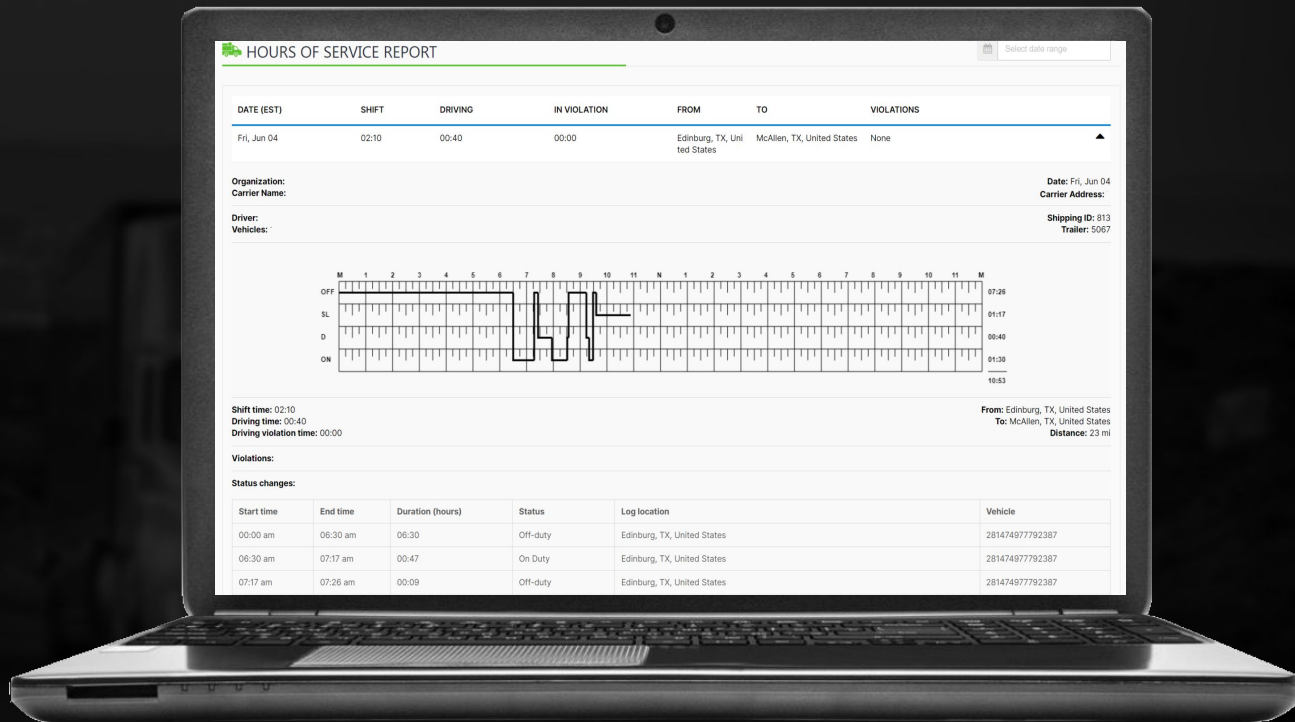 HOURS OF SERVICE REPORT
Select date range
DATE (EST) SHIFT DRIVING IN VIOLATION FROM TO VIOLATIONS
Fri, Jun 04 02:10 00:40 00:00 Edinburg, TX, Uni McAllen, TX, United States None
ted States
Organization: Date: Fri, Jun 04
Carrier Name: Carrier Address:
Driver: Shipping ID: 813
Vehicles: Trailer: 5067
M 1 2 3 4 5 6 7 8 9 10 11 N 1 2 3 4 5 6 7 8 9 10 11 M
OFF 07:26
SL 01:17
D 00:40
ON 01:30
10:53
Shift time: 02:10 From: Edinburg, TX, United States
Driving time: 00:40 To: McAllen, TX, United States
Driving violation time: 00:00 Distance: 23 mi
Violations:
Status changes:
Start time End time Duration (hours) Status Log location Vehicle
00:00 am 06:30 am 06:30 Off-duty Edinburg, TX, United States 281474977792387
06:30 am 07:17 am 00:47 On Duty Edinburg, TX, United States 281474977792387
07:17 am 07:26 am 00:09 Off-duty Edinburg, TX, United States 281474977792387